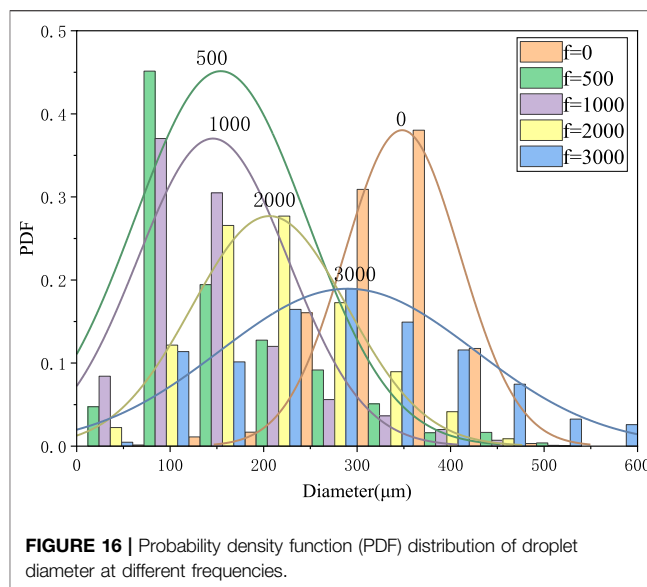 0.5
0.4
0.3
0.2
0.1
0.0
PDF
500
1000
2000
3000
0
f=0
f=500
f=1000
f=2000
f=3000
0 100 200 300 400 500 600
Diameter(μm)
FIGURE 16 | Probability density function (PDF) distribution of droplet
diameter at different frequencies.